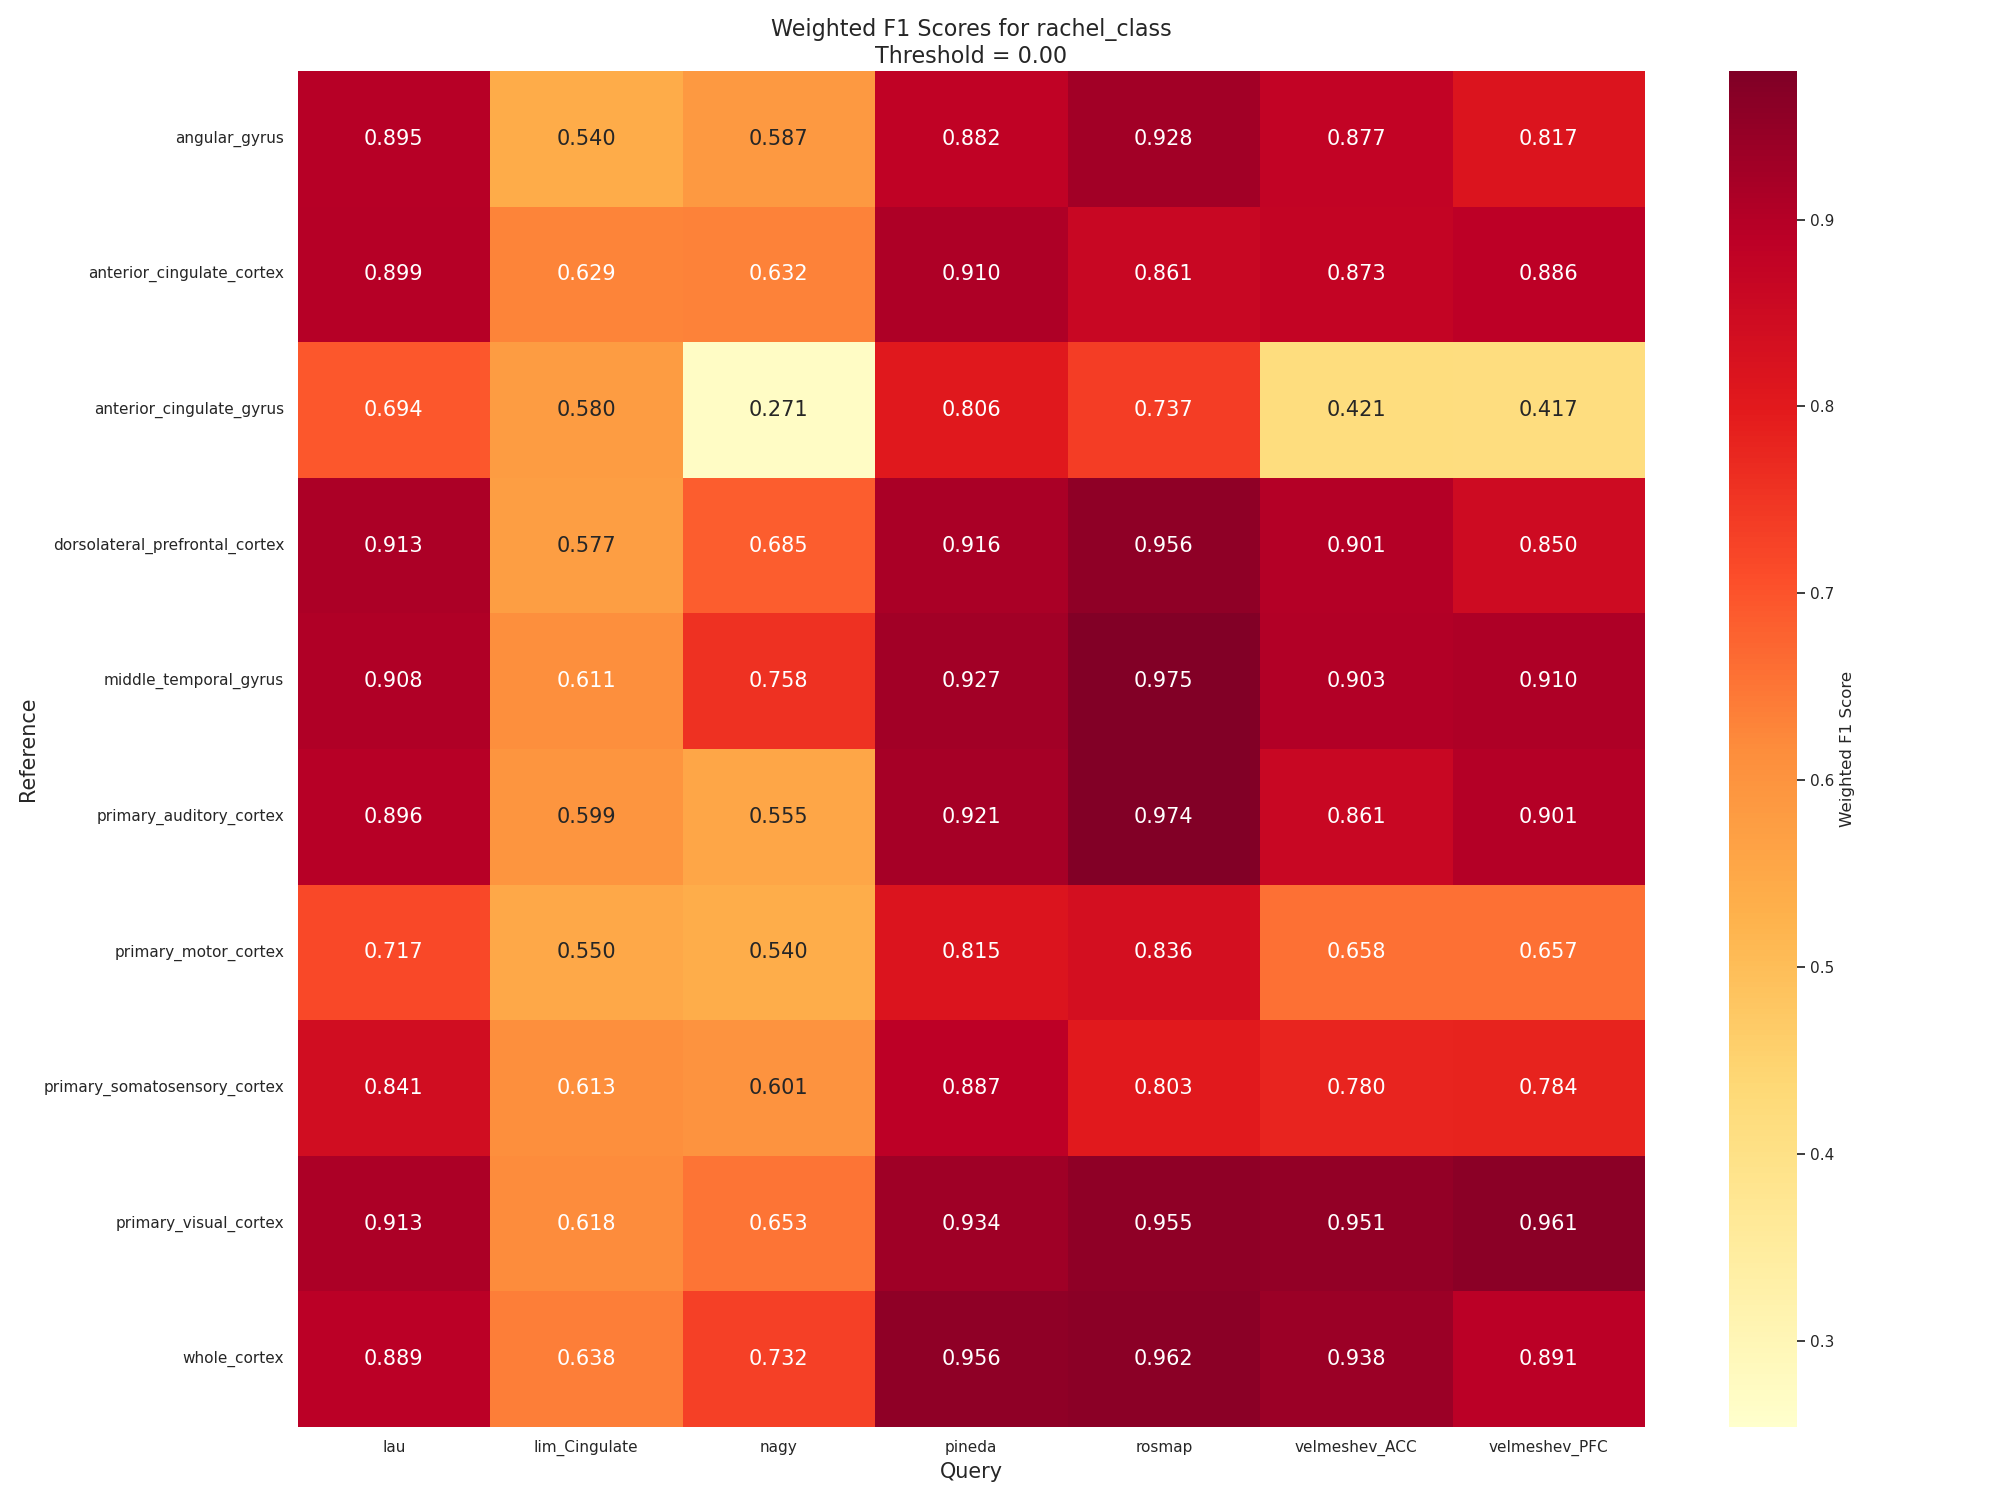 Weighted F1 Scores for rachel_class
Threshold = 0.00
Reference
angular_gyrus 0.895 0.540 0.587 0.882 0.928 0.877 0.817
anterior_cingulate_cortex 0.899 0.629 0.632 0.910 0.861 0.873 0.886
anterior_cingulate_gyrus 0.694 0.580 0.271 0.806 0.737 0.421 0.417
dorsolateral_prefrontal_cortex 0.913 0.577 0.685 0.916 0.956 0.901 0.850
middle_temporal_gyrus 0.908 0.611 0.758 0.927 0.975 0.903 0.910
primary_auditory_cortex 0.896 0.599 0.555 0.921 0.974 0.861 0.901
primary_motor_cortex 0.717 0.550 0.540 0.815 0.836 0.658 0.657
primary_somatosensory_cortex 0.841 0.613 0.601 0.887 0.803 0.780 0.784
primary_visual_cortex 0.913 0.618 0.653 0.934 0.955 0.951 0.961
whole_cortex 0.889 0.638 0.732 0.956 0.962 0.938 0.891
lau lim_Cingulate nagy pineda rosmap velmeshev_ACC velmeshev_PFC
Query
0.9
0.8
0.7
0.6
0.5
0.4
0.3
Weighted F1 Score